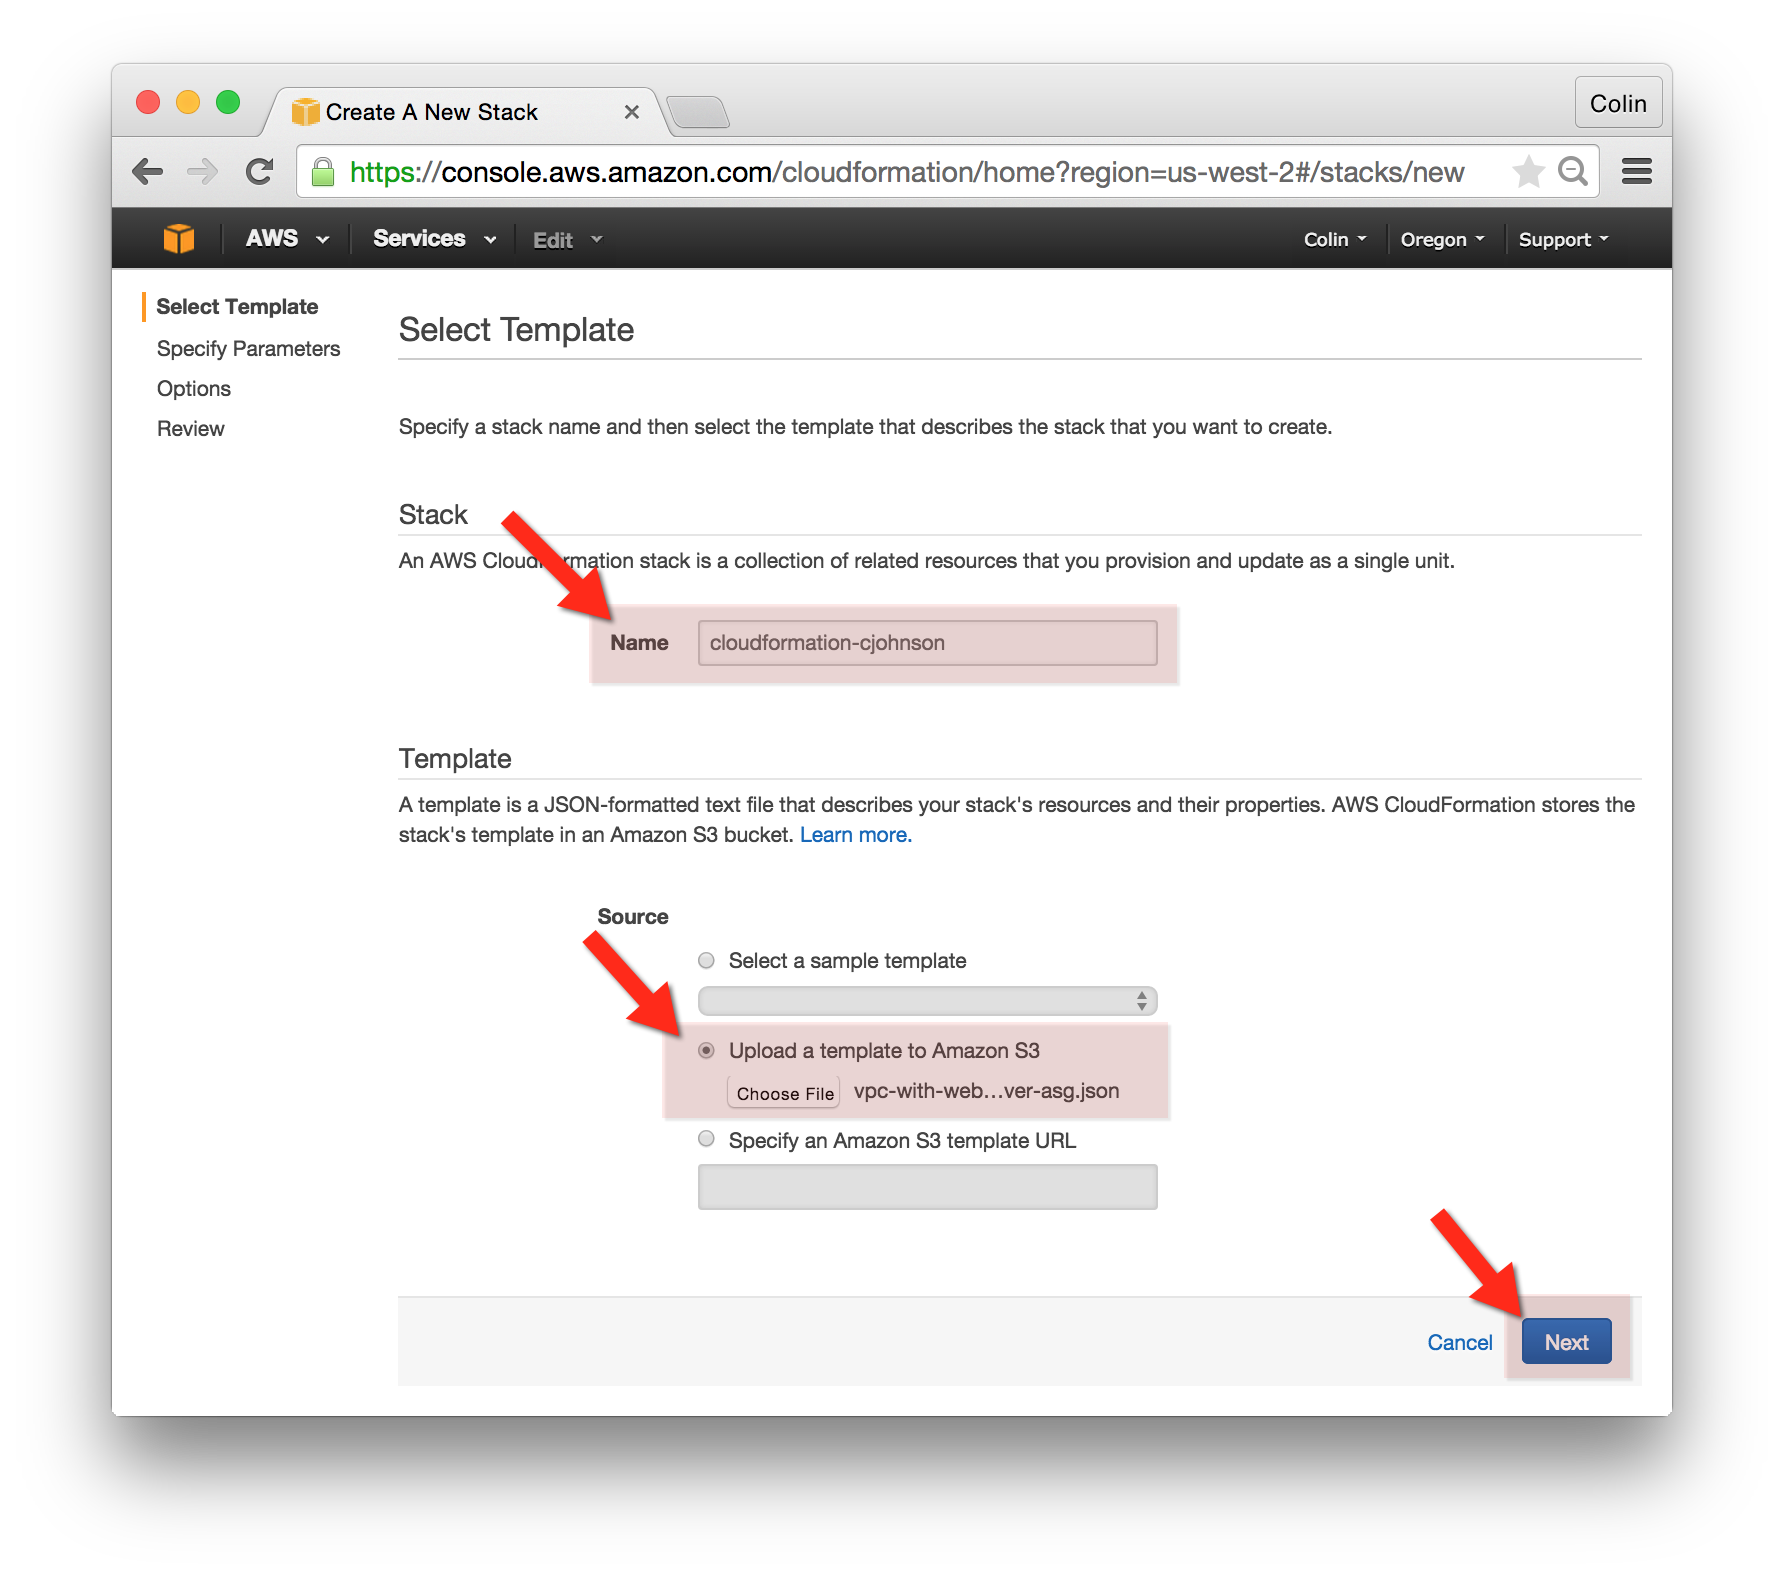 Create A New Stack
Colin
https://console.aws.amazon.com/cloudformation/home?region=us-west-2#/stacks/new
AWS Services Edit Colin Oregon Support
Select Template
Specify Parameters
Options
Review
Select Template
Specify a stack name and then select the template that describes the stack that you want to create.
Stack
An AWS CloudFormation stack is a collection of related resources that you provision and update as a single unit.
Name cloudformation-cjohnson
Template
A template is a JSON-formatted text file that describes your stack's resources and their properties. AWS CloudFormation stores the
stack's template in an Amazon S3 bucket. Learn more.
Source
Select a sample template
Upload a template to Amazon S3
Choose File vpc-with-web...ver-asg.json
Specify an Amazon S3 template URL
Cancel Next